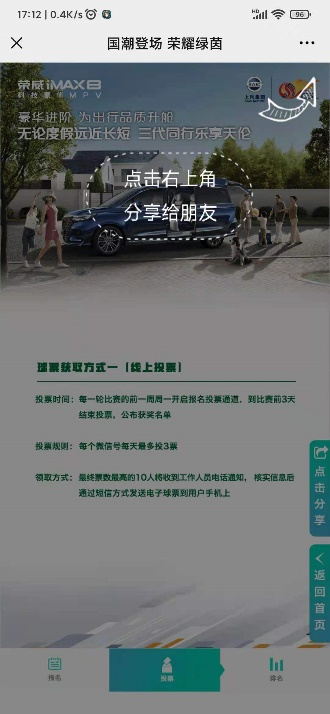 17:12 | 0.4K/s
HD
96
国潮登场 荣耀绿茵
荣威iMAX8
科技豪华MPV
上汽集团
豪华进阶 为出行品质升舱
无论度假远近长短 三代同行乐享天伦
点击右上角
分享给朋友
球票获取方式一（线上投票）
投票时间：每一轮比赛的前一周周一开启报名投票通道，到比赛前3天
结束投票，公布获奖名单
投票规则：每个微信号每天最多投3票
领取方式：最终票数最高的10人将收到工作人员电话通知，核实信息后
通过短信方式发送电子球票到用户手机上
点击分享
返回首页
报名
投票
排名